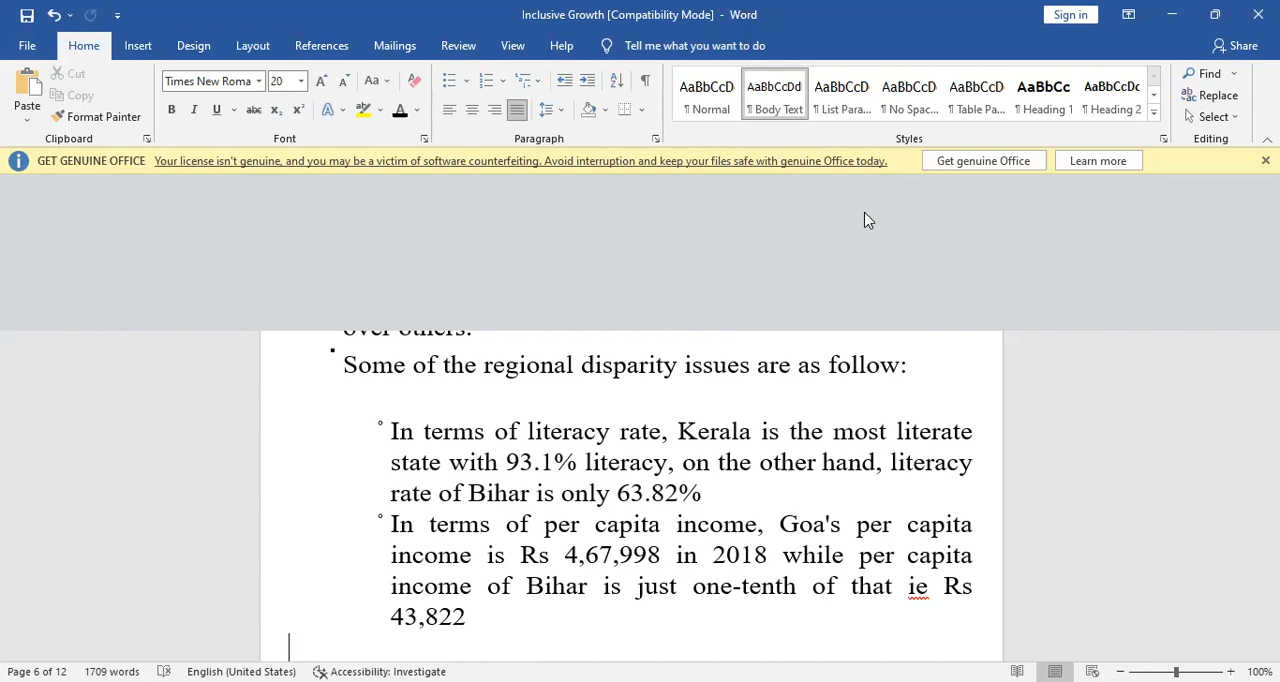 Inclusive Growth [Compatibility Mode] - Word
Sign in
File Home Insert Design Layout References Mailings Review View Help Tell me what you want to do Share
Paste
Cut
Copy
Format Painter
Clipboard
Times New Roma 20
Aa
B I U abc x₂ x² A A
Font
Paragraph
AaBbCcD AaBbCcDd AaBbCcD AaBbCcD AaBbCcD AaBbCc AaBbCcDc
¶ Normal ¶ Body Text ¶ List Para... ¶ No Spac... ¶ Table Pa... ¶ Heading 1 ¶ Heading 2
Styles
Find
Replace
Select
Editing
GET GENUINE OFFICE Your license isn't genuine, and you may be a victim of software counterfeiting. Avoid interruption and keep your files safe with genuine Office today. Get genuine Office Learn more
over others.
▪ Some of the regional disparity issues are as follow:
° In terms of literacy rate, Kerala is the most literate
state with 93.1% literacy, on the other hand, literacy
rate of Bihar is only 63.82%
° In terms of per capita income, Goa's per capita
income is Rs 4,67,998 in 2018 while per capita
income of Bihar is just one-tenth of that ie Rs
43,822
Page 6 of 12 1709 words English (United States) Accessibility: Investigate 100%